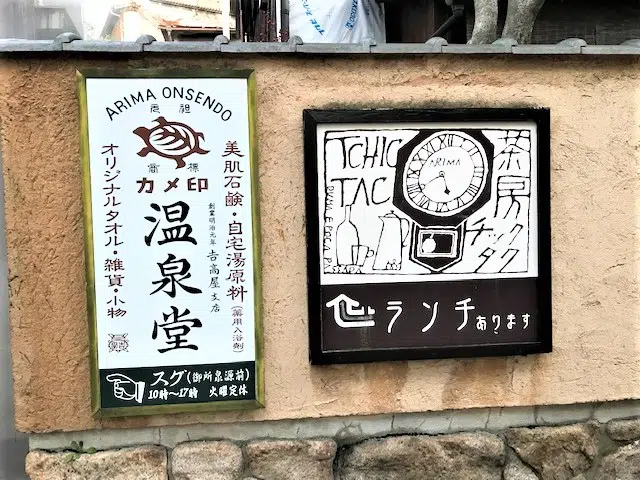 ARIMA ONSENDO
商標
カメ印
美肌石鹸・自宅湯原料(薬用入浴剤)
創業明治元年 吉高屋支店
温泉堂
オリジナルタオル・雑貨・小物
スグ(御所泉源前)
10時〜17時 火曜定休
TCHIC
TAC
ARIMA
茶房
チックタク
ランチあります